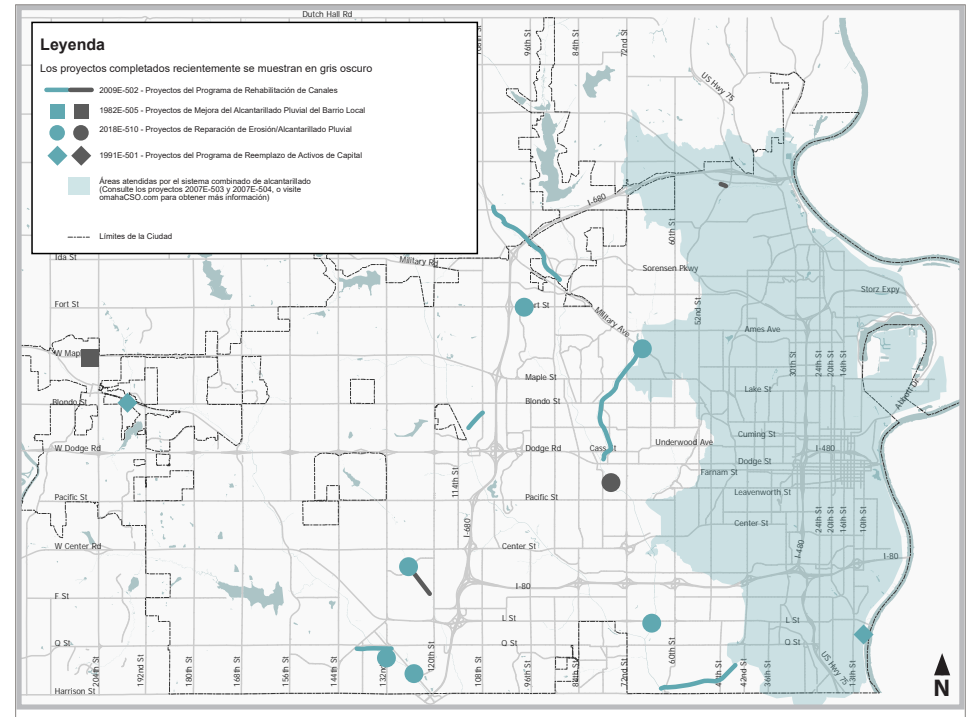 Dutch Hall Rd
Leyenda
Los proyectos completados recientemente se muestran en gris oscuro
2009E-502 - Proyectos del Programa de Rehabilitación de Canales
1982E-505 - Proyectos de Mejora del Alcantarillado Pluvial del Barrio Local
2018E-510 - Proyectos de Reparación de Erosión/Alcantarillado Pluvial
1991E-501 - Proyectos del Programa de Reemplazo de Activos de Capital
Áreas atendidas por el sistema combinado de alcantarillado
(Consulte los proyectos 2007E-503 y 2007E-504, o visite
omahaCSO.com para obtener más información)
Límites de la Ciudad
96th St
84th St
72nd St
US Hwy 75
I-680
60th St
Ida St
Military Rd
Sorensen Pkwy
Storz Expy
Fort St
rt St
Military Ave
52nd St
Ames Ave
W Map
30th St
24th St
20th St
16th St
Maple St
Lake St
Abbott Dr
Blondo St
Blondo St
Cuming St
W Dodge Rd
Dodge Rd
Cass St
Underwood Ave
I-480
Dodge St
Farnam St
114th St
Leavenworth St
Pacific St
Pacific St
Center St
24th St
20th St
16th St
10th St
I-680
W Center Rd
Center St
I-480
I-80
I-80
F St
L St
L St
Q St
Q St
Q St
204th St
192nd St
180th St
168th St
156th St
144th St
132nd
120th St
108th St
96th St
88th St
72nd St
60th St
48th St
42nd St
36th St
US Hwy 75
13th St
Harrison St
N